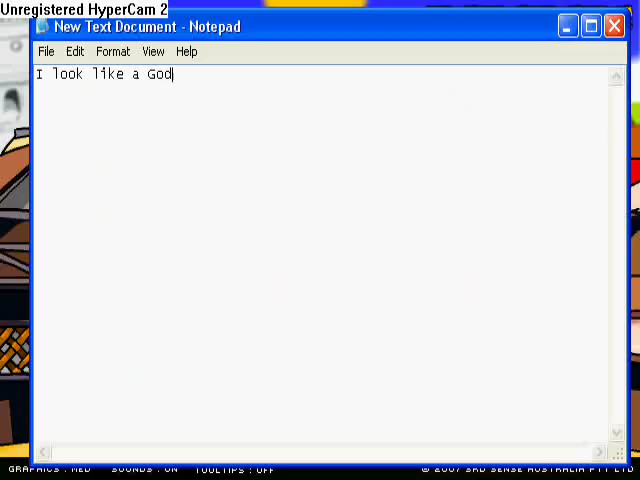 Unregistered HyperCam 2
New Text Document - Notepad
File Edit Format View Help
I look like a God
GRAPHICS : MED SOUNDS : ON TOOLTIPS : OFF © 2007 3RD SENSE AUSTRALIA PTY LTD